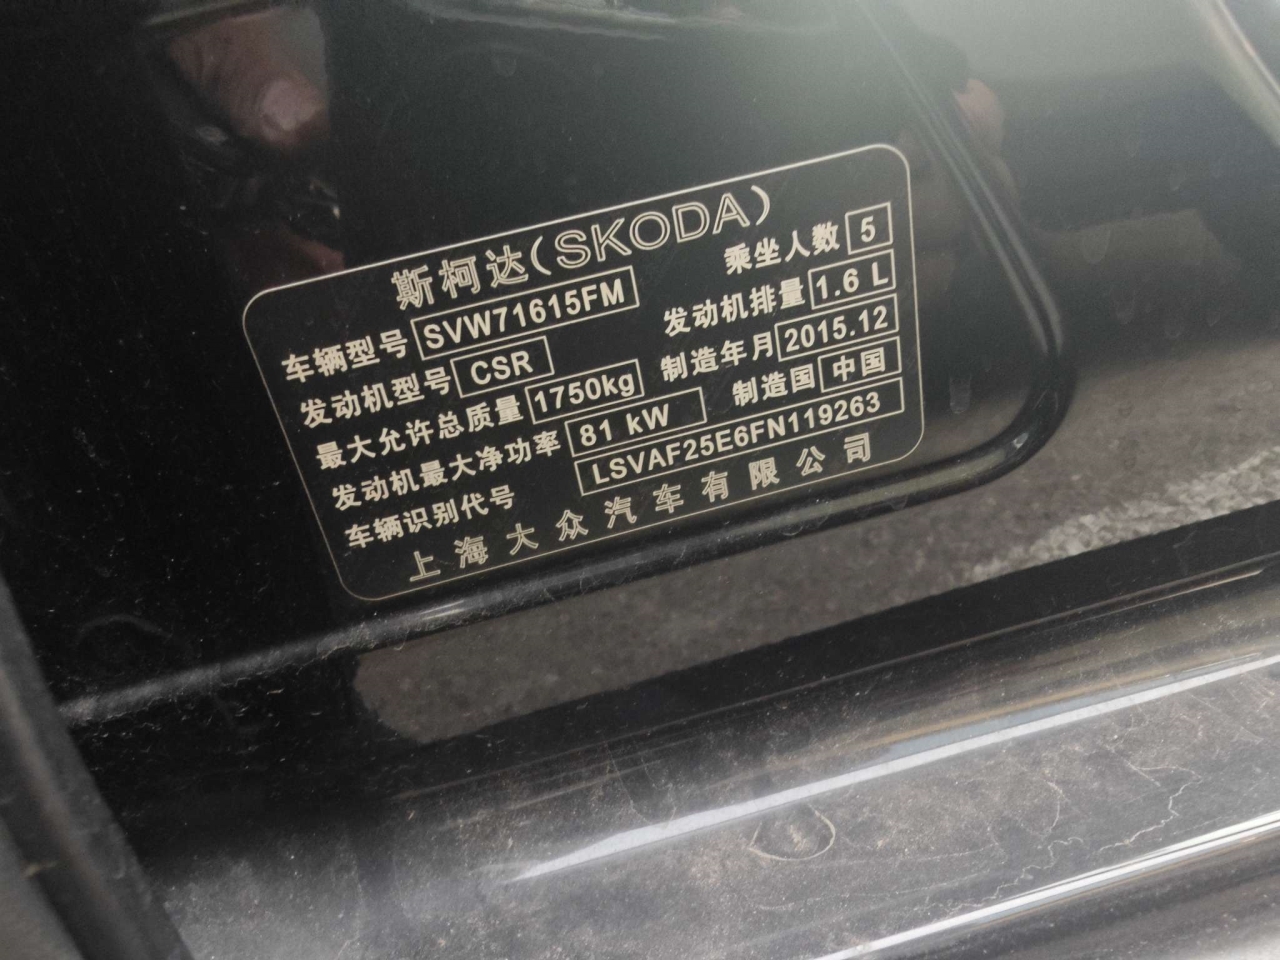 斯柯达(SKODA)
乘坐人数 5
车辆型号 SVW71615FM
发动机排量 1.6 L
发动机型号 CSR
制造年月 2015.12
最大允许总质量 1750kg
制造国 中国
发动机最大净功率 81 kW
车辆识别代号 LSVAF25E6FN119263
上海大众汽车有限公司